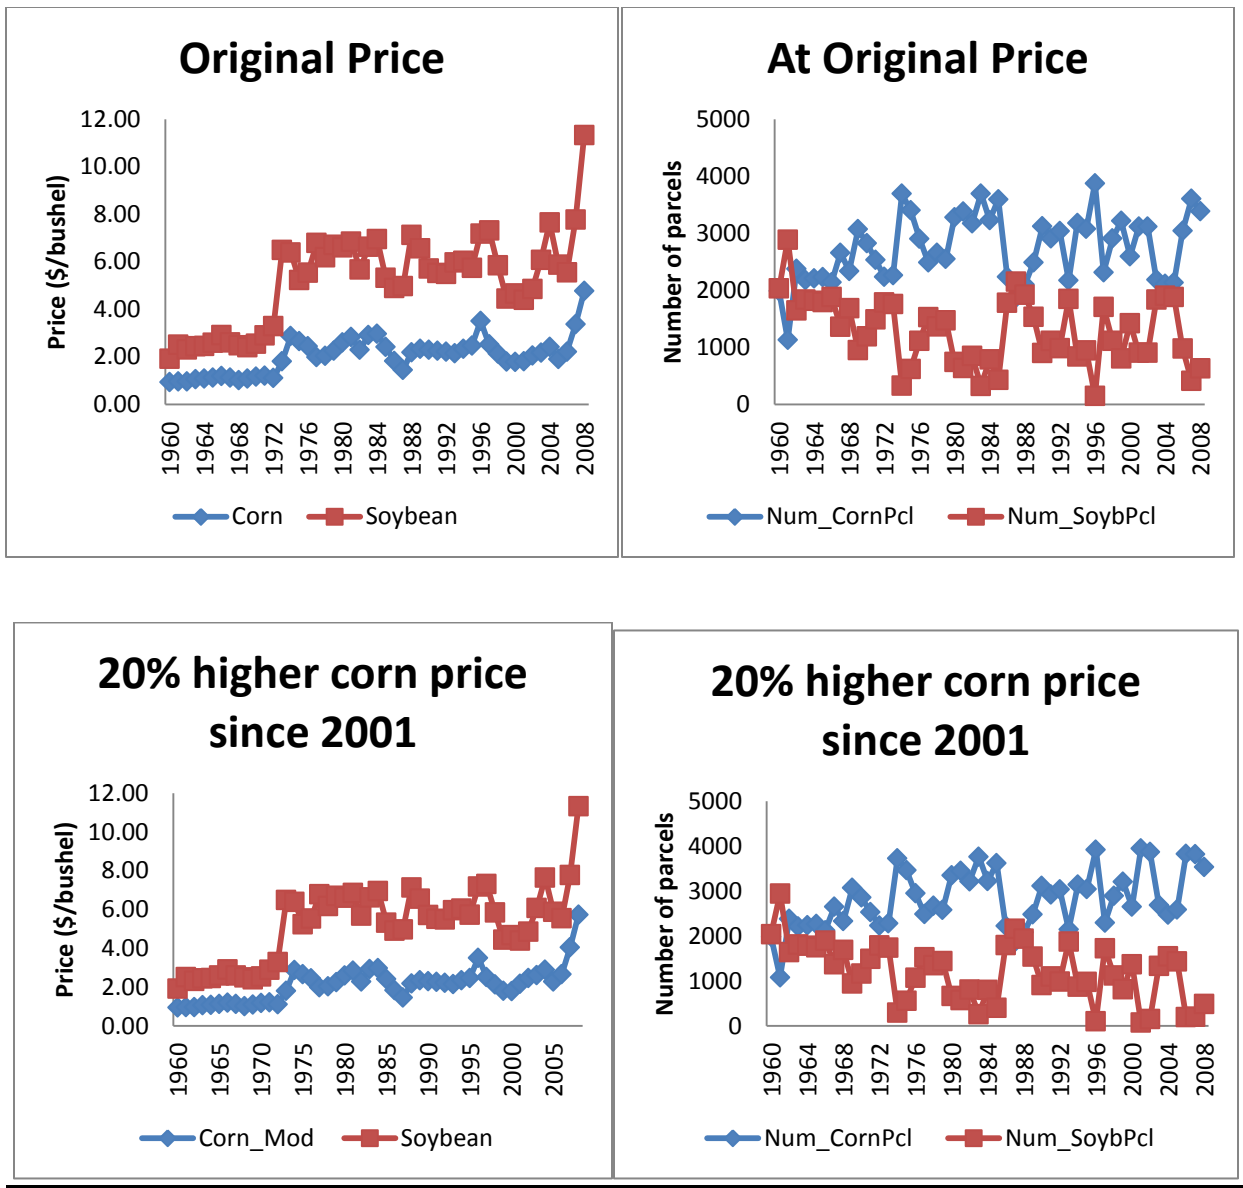 Original Price
Price ($/bushel)
12.00
10.00
8.00
6.00
4.00
2.00
0.00
1960 1964 1968 1972 1976 1980 1984 1988 1992 1996 2000 2004 2008
Corn Soybean
At Original Price
Number of parcels
5000
4000
3000
2000
1000
0
1960 1964 1968 1972 1976 1980 1984 1988 1992 1996 2000 2004 2008
Num_CornPcl Num_SoybPcl
20% higher corn price
since 2001
Price ($/bushel)
12.00
10.00
8.00
6.00
4.00
2.00
0.00
1960 1965 1970 1975 1980 1985 1990 1995 2000 2005
Corn_Mod Soybean
20% higher corn price
since 2001
Number of parcels
5000
4000
3000
2000
1000
0
1960 1964 1968 1972 1976 1980 1984 1988 1992 1996 2000 2004 2008
Num_CornPcl Num_SoybPcl